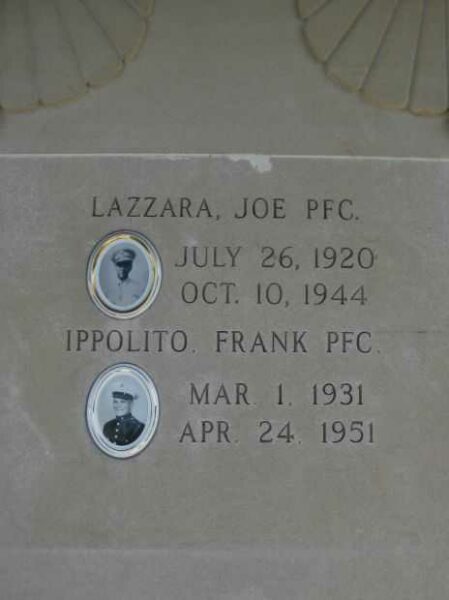 LAZZARA, JOE PFC.
JULY 26, 1920
OCT. 10, 1944
IPPOLITO, FRANK PFC.
MAR. 1, 1931
APR. 24, 1951